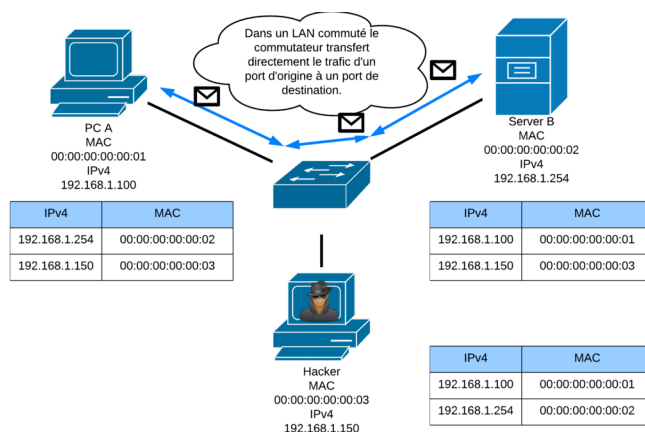 Dans un LAN commuté le
commutateur transfert
directement le trafic d'un
port d'origine à un port de
destination.
PC A
MAC
00:00:00:00:00:01
IPv4
192.168.1.100
Server B
MAC
00:00:00:00:00:02
IPv4
192.168.1.254
IPv4 MAC
192.168.1.254 00:00:00:00:00:02
192.168.1.150 00:00:00:00:00:03
IPv4 MAC
192.168.1.100 00:00:00:00:00:01
192.168.1.150 00:00:00:00:00:03
Hacker
MAC
00:00:00:00:00:03
IPv4
192.168.1.150
IPv4 MAC
192.168.1.100 00:00:00:00:00:01
192.168.1.254 00:00:00:00:00:02